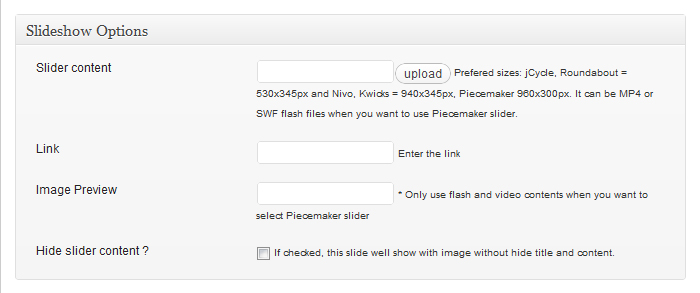 Slideshow Options
Slider content
upload Prefered sizes: jCycle, Roundabout =
530x345px and Nivo, Kwicks = 940x345px, Piecemaker 960x300px. It can be MP4 or
SWF flash files when you want to use Piecemaker slider.
Link
Enter the link
Image Preview
* Only use flash and video contents when you want to
select Piecemaker slider
Hide slider content ?
If checked, this slide well show with image without hide title and content.